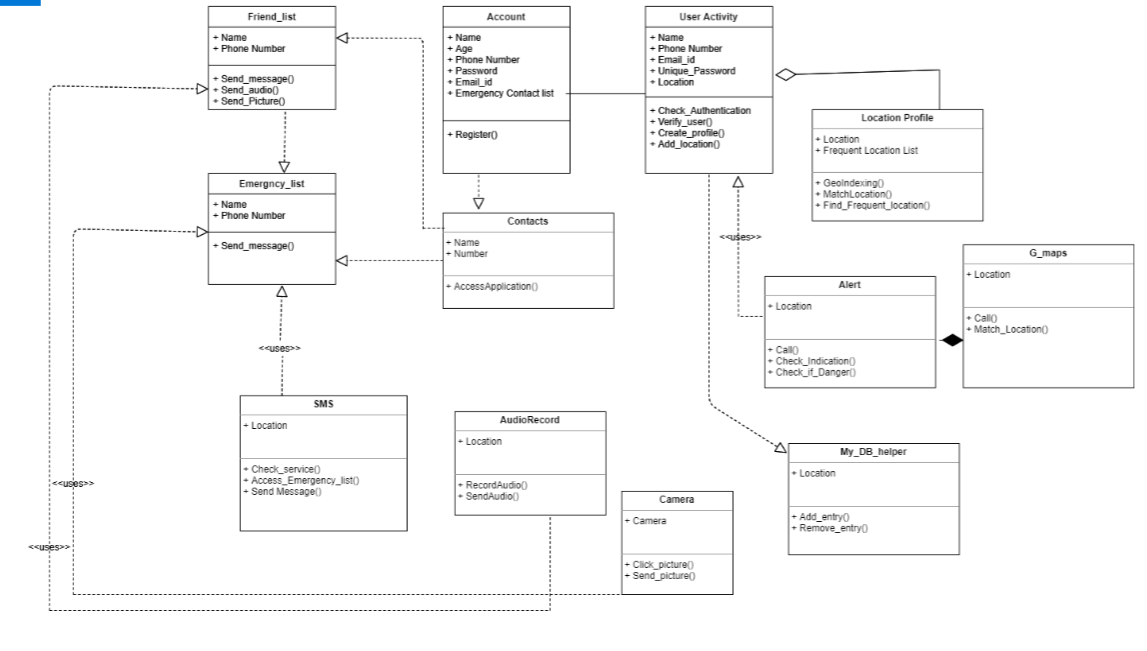 Friend_list
+ Name
+ Phone Number
+ Send_message()
+ Send_audio()
+ Send_Picture()
Account
+ Name
+ Age
+ Phone Number
+ Password
+ Email_id
+ Emergency Contact list
+ Register()
User Activity
+ Name
+ Phone Number
+ Email_id
+ Unique_Password
+ Location
+ Check_Authentication
+ Verify_user()
+ Create_profile()
+ Add_location()
Location Profile
+ Location
+ Frequent Location List
+ GeoIndexing()
+ MatchLocation()
+ Find_Frequent_location()
Emergncy_list
+ Name
+ Phone Number
+ Send_message()
Contacts
+ Name
+ Number
+ AccessApplication()
<<uses>>
G_maps
+ Location
+ Call()
+ Match_Location()
Alert
+ Location
+ Call()
+ Check_Indication()
+ Check_if_Danger()
<<uses>>
SMS
+ Location
+ Check_service()
+ Access_Emergency_list()
+ Send Message()
AudioRecord
+ Location
+ RecordAudio()
+ SendAudio()
My_DB_helper
+ Location
+ Add_entry()
+ Remove_entry()
<<uses>>
Camera
+ Camera
+ Click_picture()
+ Send_picture()
<<uses>>